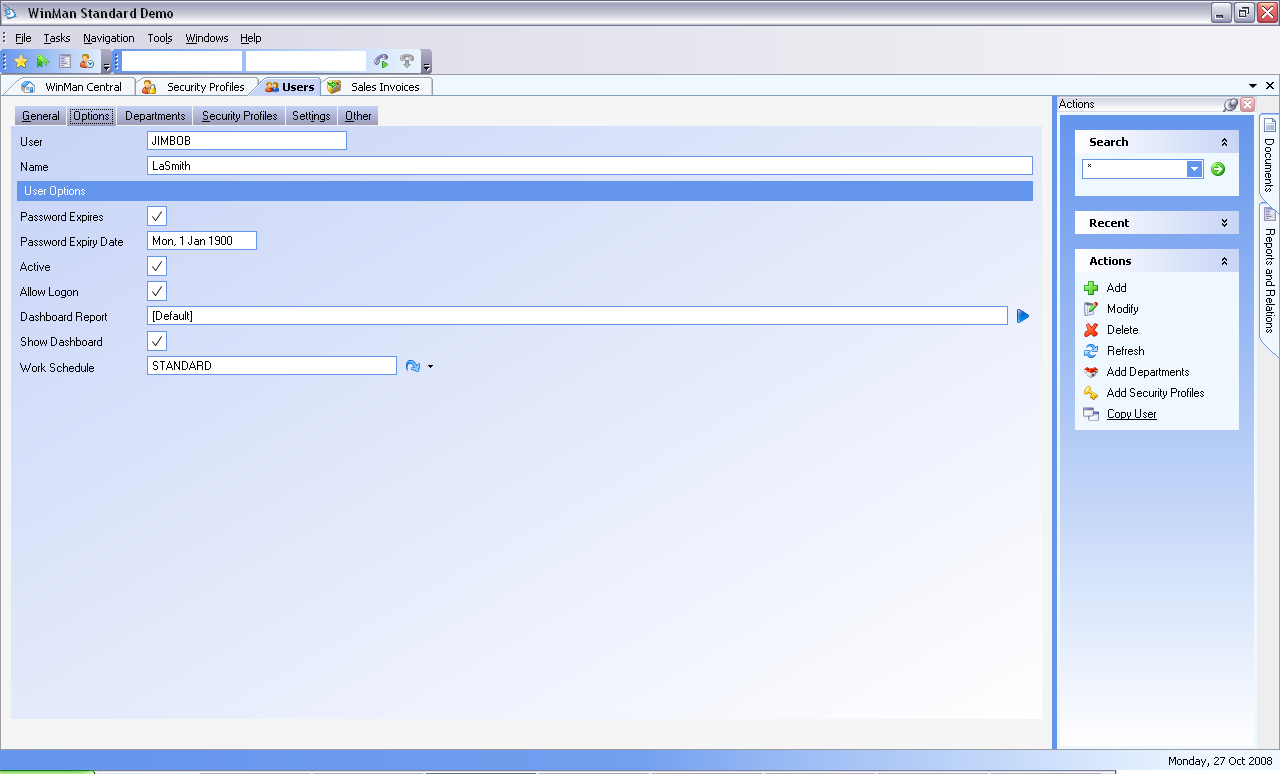 WinMan Standard Demo
File Tasks Navigation Tools Windows Help
WinMan Central Security Profiles Users Sales Invoices
General Options Departments Security Profiles Settings Other
User JIMBOB
Name LaSmith
User Options
Password Expires
Password Expiry Date Mon, 1 Jan 1900
Active
Allow Logon
Dashboard Report [Default]
Show Dashboard
Work Schedule STANDARD
Actions
Search
*
Recent
Actions
Add
Modify
Delete
Refresh
Add Departments
Add Security Profiles
Copy User
Documents
Reports and Relations
Monday, 27 Oct 2008